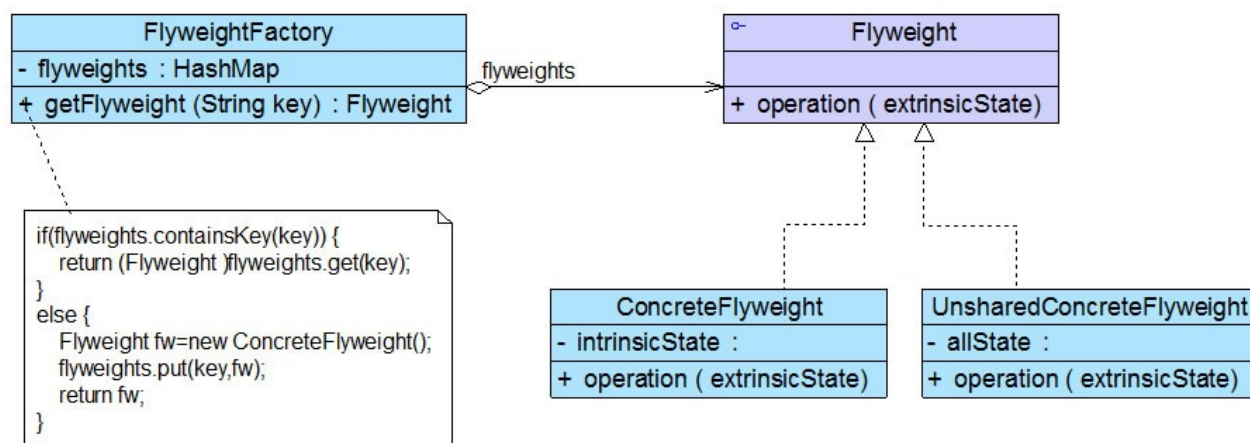 FlyweightFactory
- flyweights : HashMap
+ getFlyweight (String key) : Flyweight
flyweights
Flyweight
+ operation ( extrinsicState)
if(flyweights.containsKey(key)) {
return (Flyweight )flyweights.get(key);
}
else {
Flyweight fw=new ConcreteFlyweight();
flyweights.put(key,fw);
return fw;
}
ConcreteFlyweight
- intrinsicState :
+ operation ( extrinsicState)
UnsharedConcreteFlyweight
- allState :
+ operation ( extrinsicState)